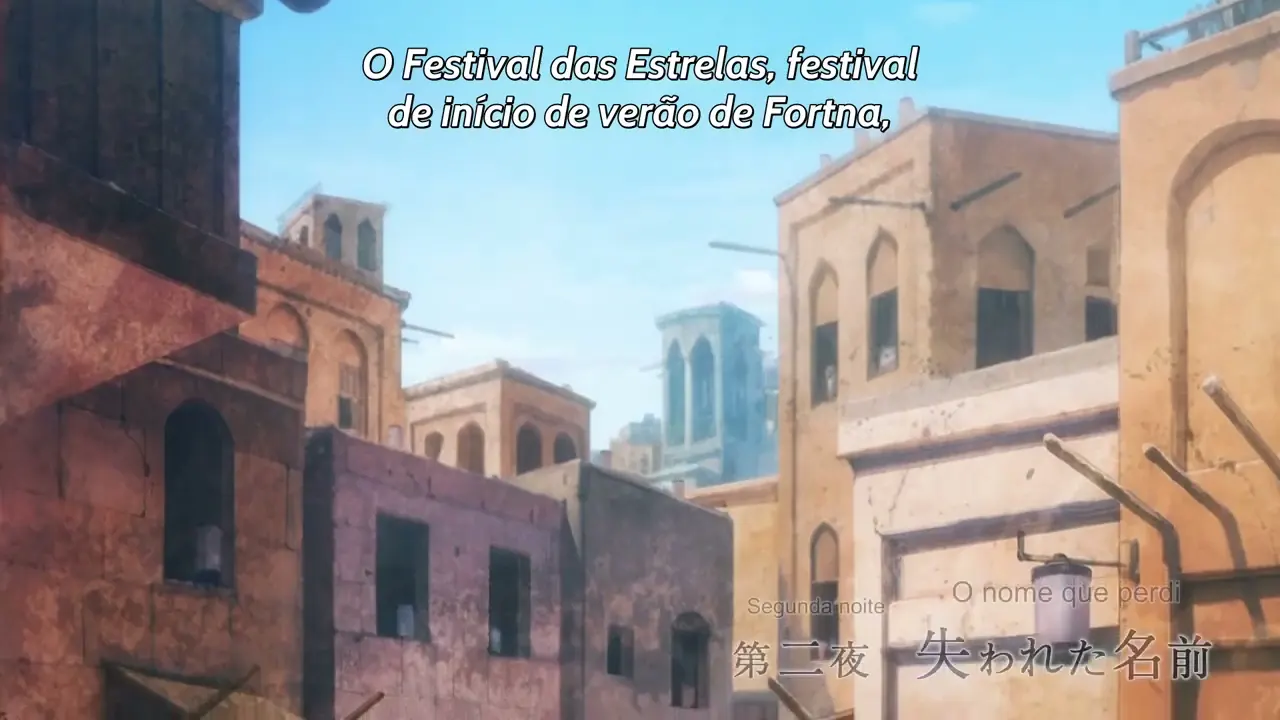 O Festival das Estrelas, festival
de início de verão de Fortna,
Segunda noite
O nome que perdi
第二夜 失われた名前